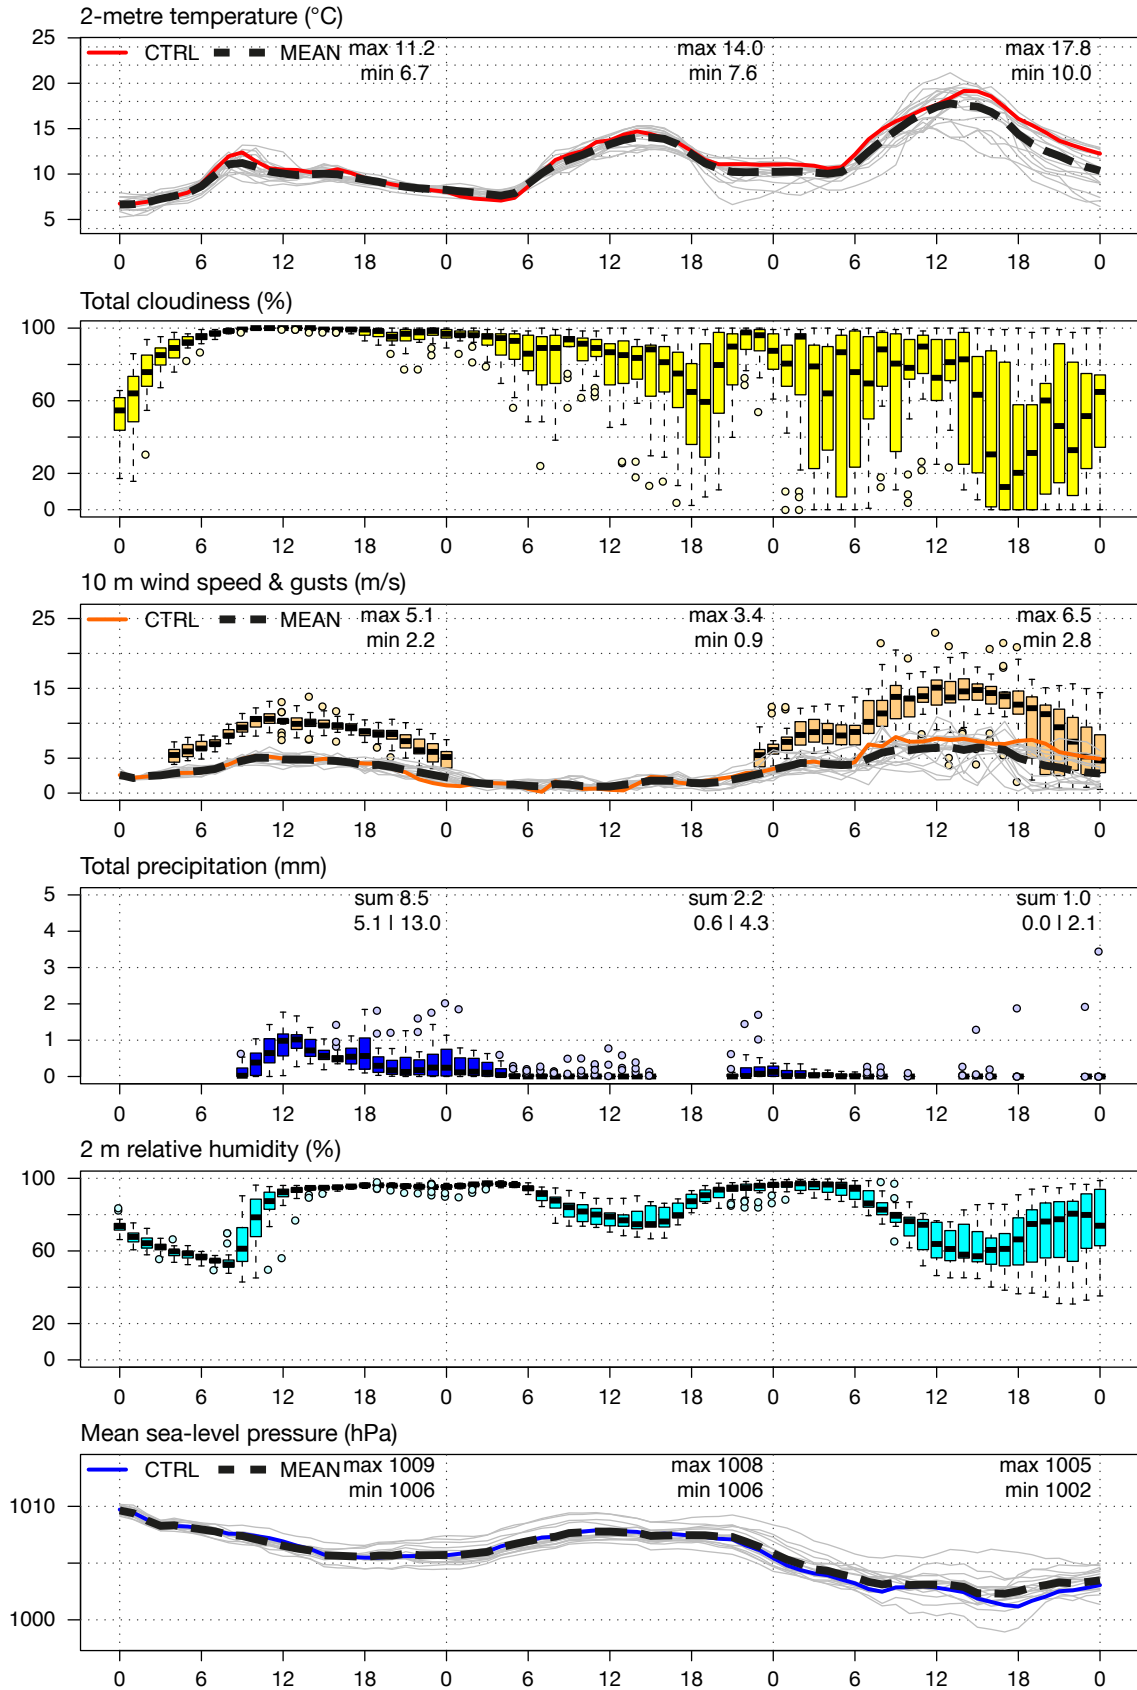 2-metre temperature (°C)
25
20
15
10
5
CTRL MEAN
max 11.2
min 6.7
max 14.0
min 7.6
max 17.8
min 10.0
0 6 12 18 0 6 12 18 0 6 12 18 0
Total cloudiness (%)
100
60
20
0
0 6 12 18 0 6 12 18 0 6 12 18 0
10 m wind speed & gusts (m/s)
25
15
5
0
CTRL MEAN
max 5.1
min 2.2
max 3.4
min 0.9
max 6.5
min 2.8
0 6 12 18 0 6 12 18 0 6 12 18 0
Total precipitation (mm)
5
4
3
2
1
0
sum 8.5
5.1 | 13.0
sum 2.2
0.6 | 4.3
sum 1.0
0.0 | 2.1
0 6 12 18 0 6 12 18 0 6 12 18 0
2 m relative humidity (%)
100
60
20
0
0 6 12 18 0 6 12 18 0 6 12 18 0
Mean sea-level pressure (hPa)
1010
1000
CTRL MEAN
max 1009
min 1006
max 1008
min 1006
max 1005
min 1002
0 6 12 18 0 6 12 18 0 6 12 18 0